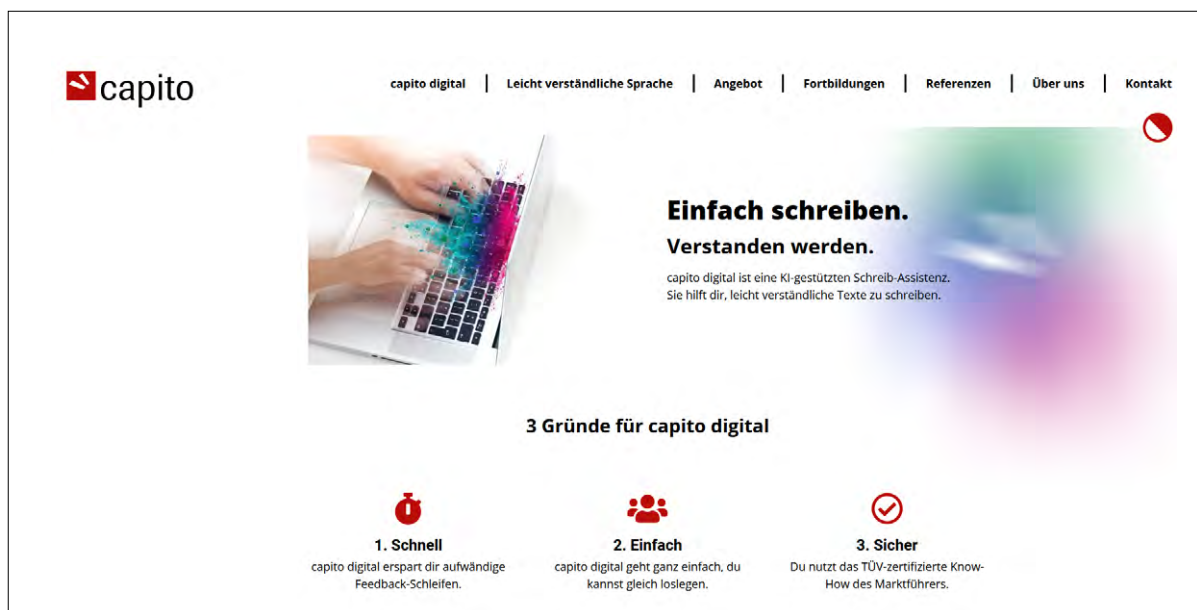 capito
capito digital | Leicht verständliche Sprache | Angebot | Fortbildungen | Referenzen | Über uns | Kontakt
Einfach schreiben.
Verstanden werden.
capito digital ist eine KI-gestützten Schreib-Assistenz.
Sie hilft dir, leicht verständliche Texte zu schreiben.
3 Gründe für capito digital
1. Schnell
capito digital erspart dir aufwändige
Feedback-Schleifen.
2. Einfach
capito digital geht ganz einfach, du
kannst gleich loslegen.
3. Sicher
Du nutzt das TÜV-zertifizierte Know-
How des Marktführers.